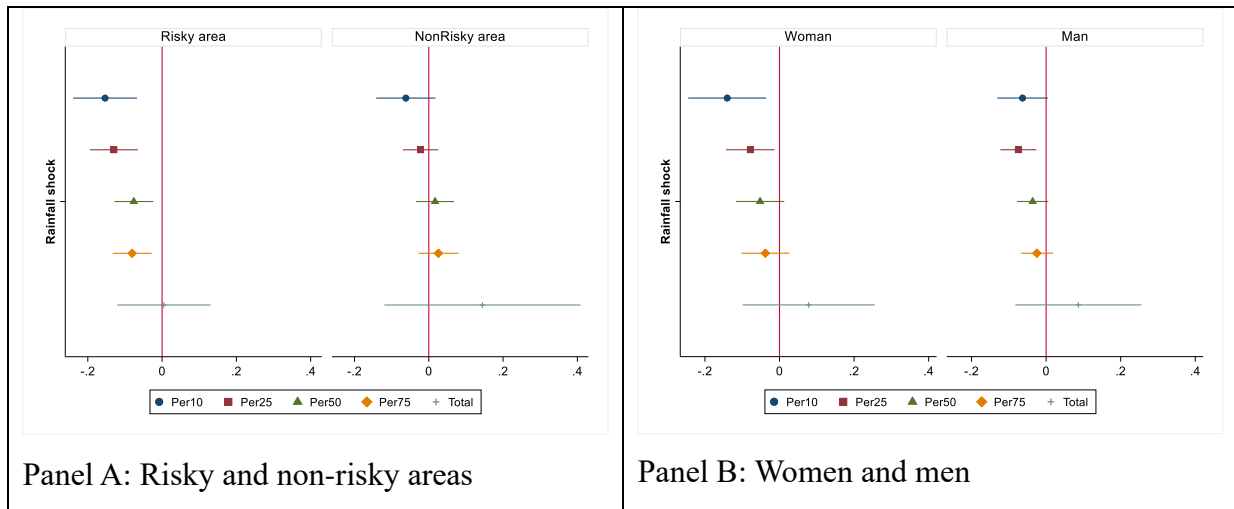 Risky area NonRisky area
Rainfall shock
-.2 0 .2 .4 -.2 0 .2 .4
Per10 Per25 Per50 Per75 Total
Panel A: Risky and non-risky areas
Woman Man
Rainfall shock
-.2 0 .2 .4 -.2 0 .2 .4
Per10 Per25 Per50 Per75 Total
Panel B: Women and men